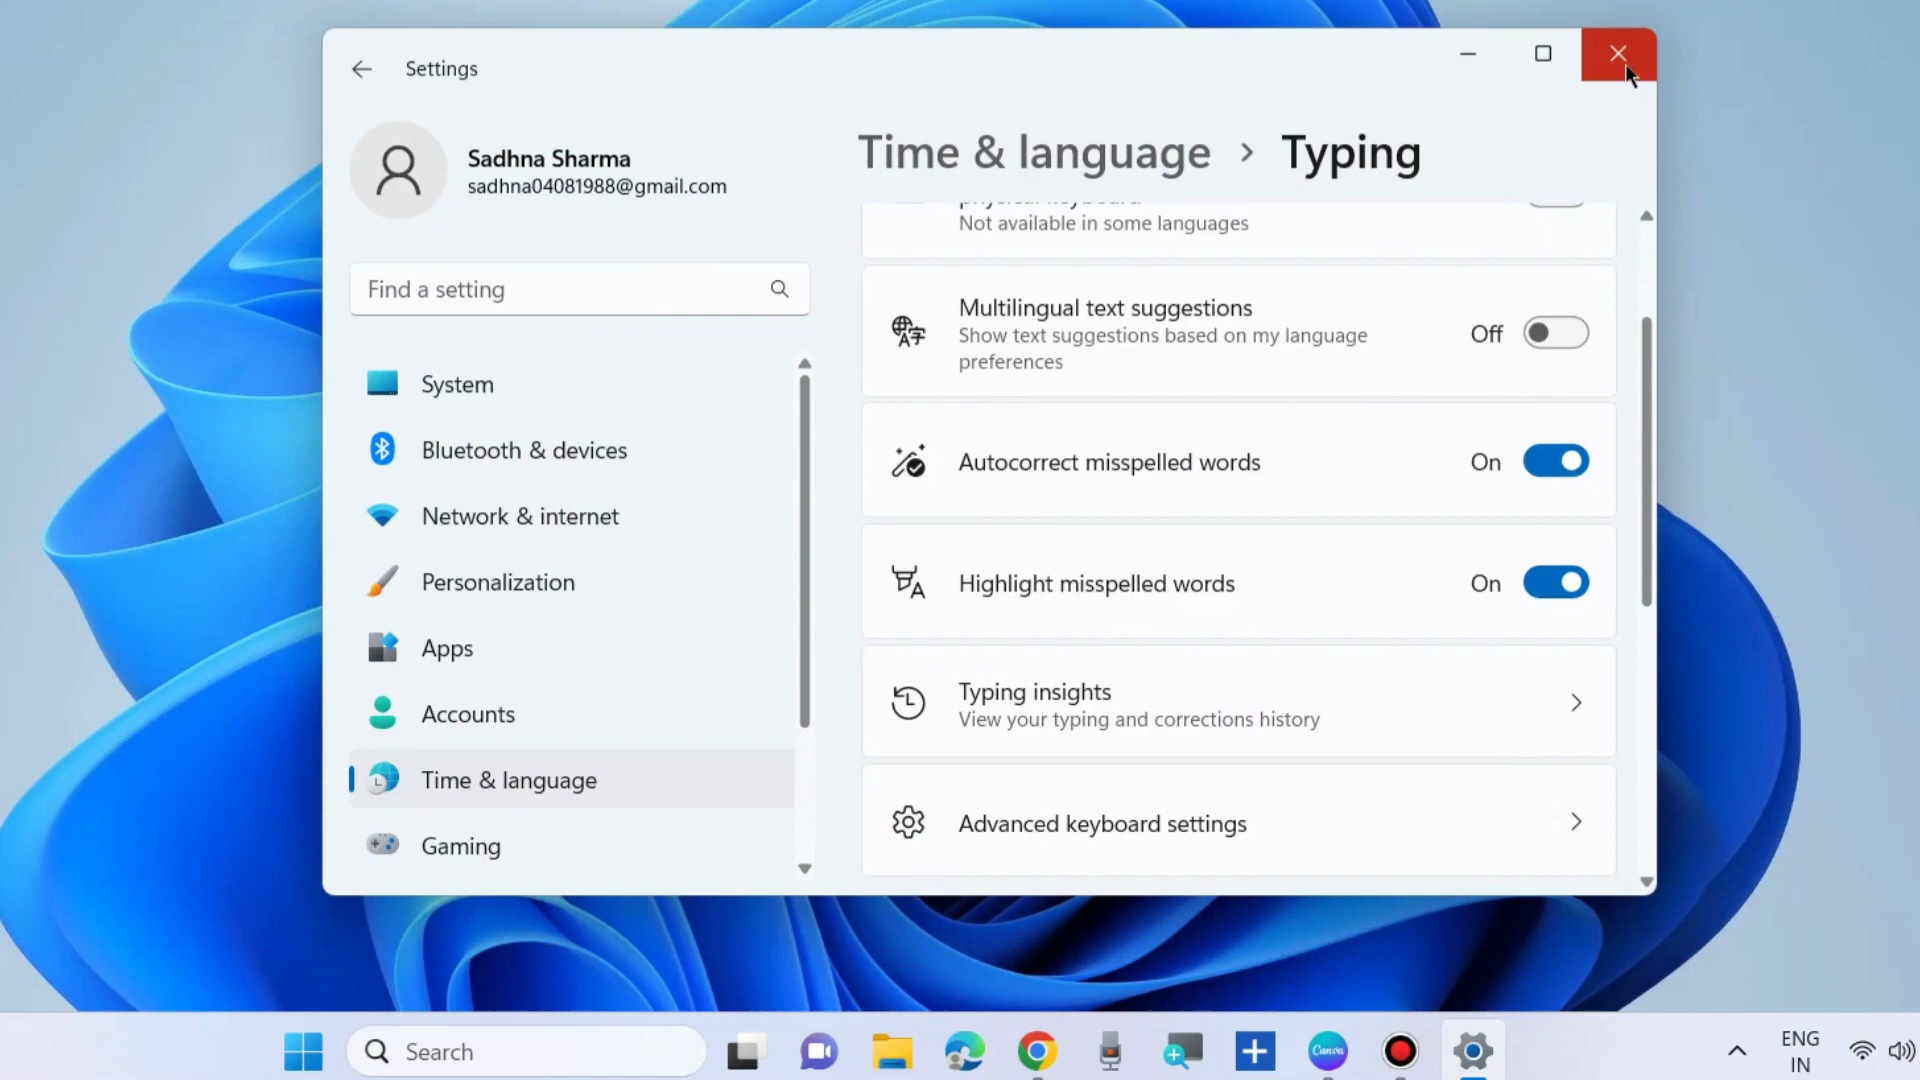 Settings
Sadhna Sharma
sadhna04081988@gmail.com
Find a setting
System
Bluetooth & devices
Network & internet
Personalization
Apps
Accounts
Time & language
Gaming
Time & language > Typing
Not available in some languages
Multilingual text suggestions
Show text suggestions based on my language
preferences
Off
Autocorrect misspelled words
On
Highlight misspelled words
On
Typing insights
View your typing and corrections history
Advanced keyboard settings
Search
Canva
ENG
IN